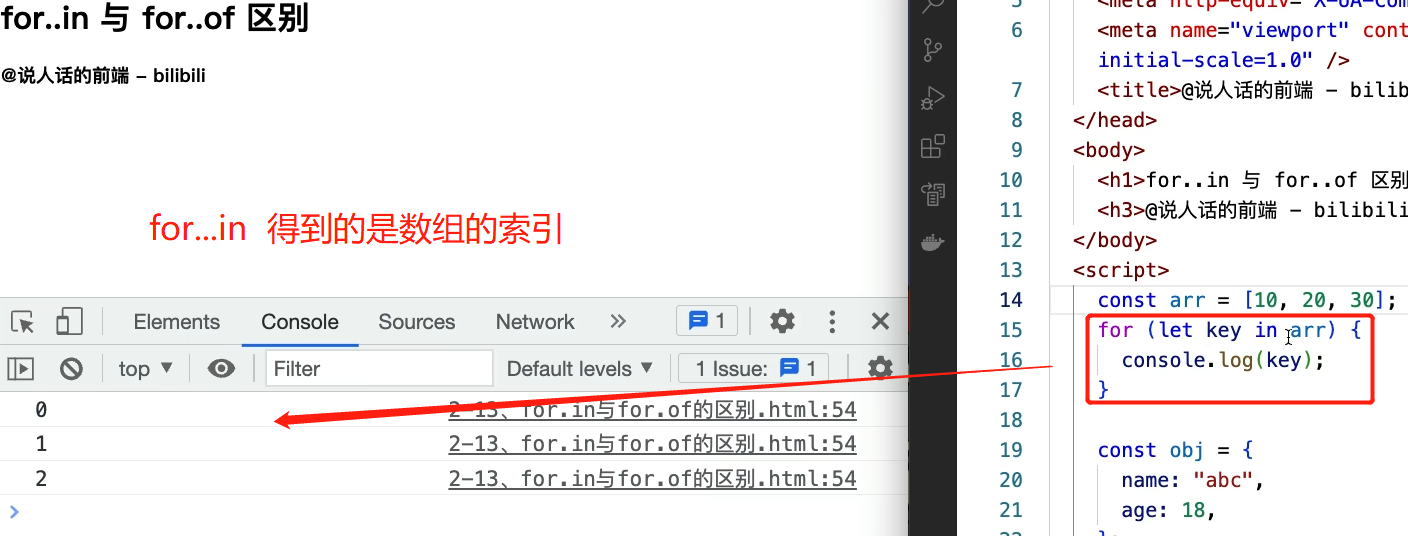 for..in 与 for..of 区别
@说人话的前端 – bilibili
for...in 得到的是数组的索引
Elements Console Sources Network » 1
top ▼ Filter Default levels ▼ 1 Issue: 1
0 2-13、for.in与for.of的区别.html:54
1 2-13、for.in与for.of的区别.html:54
2 2-13、for.in与for.of的区别.html:54
>
6 <meta name="viewport" cont
initial-scale=1.0" />
7 <title>@说人话的前端 - bilib
8 </head>
9 <body>
10 <h1>for..in 与 for..of 区别
11 <h3>@说人话的前端 - bilibili
12 </body>
13 <script>
14 const arr = [10, 20, 30];
15 for (let key in arr) {
16 console.log(key);
17 }
18
19 const obj = {
20 name: "abc",
21 age: 18,